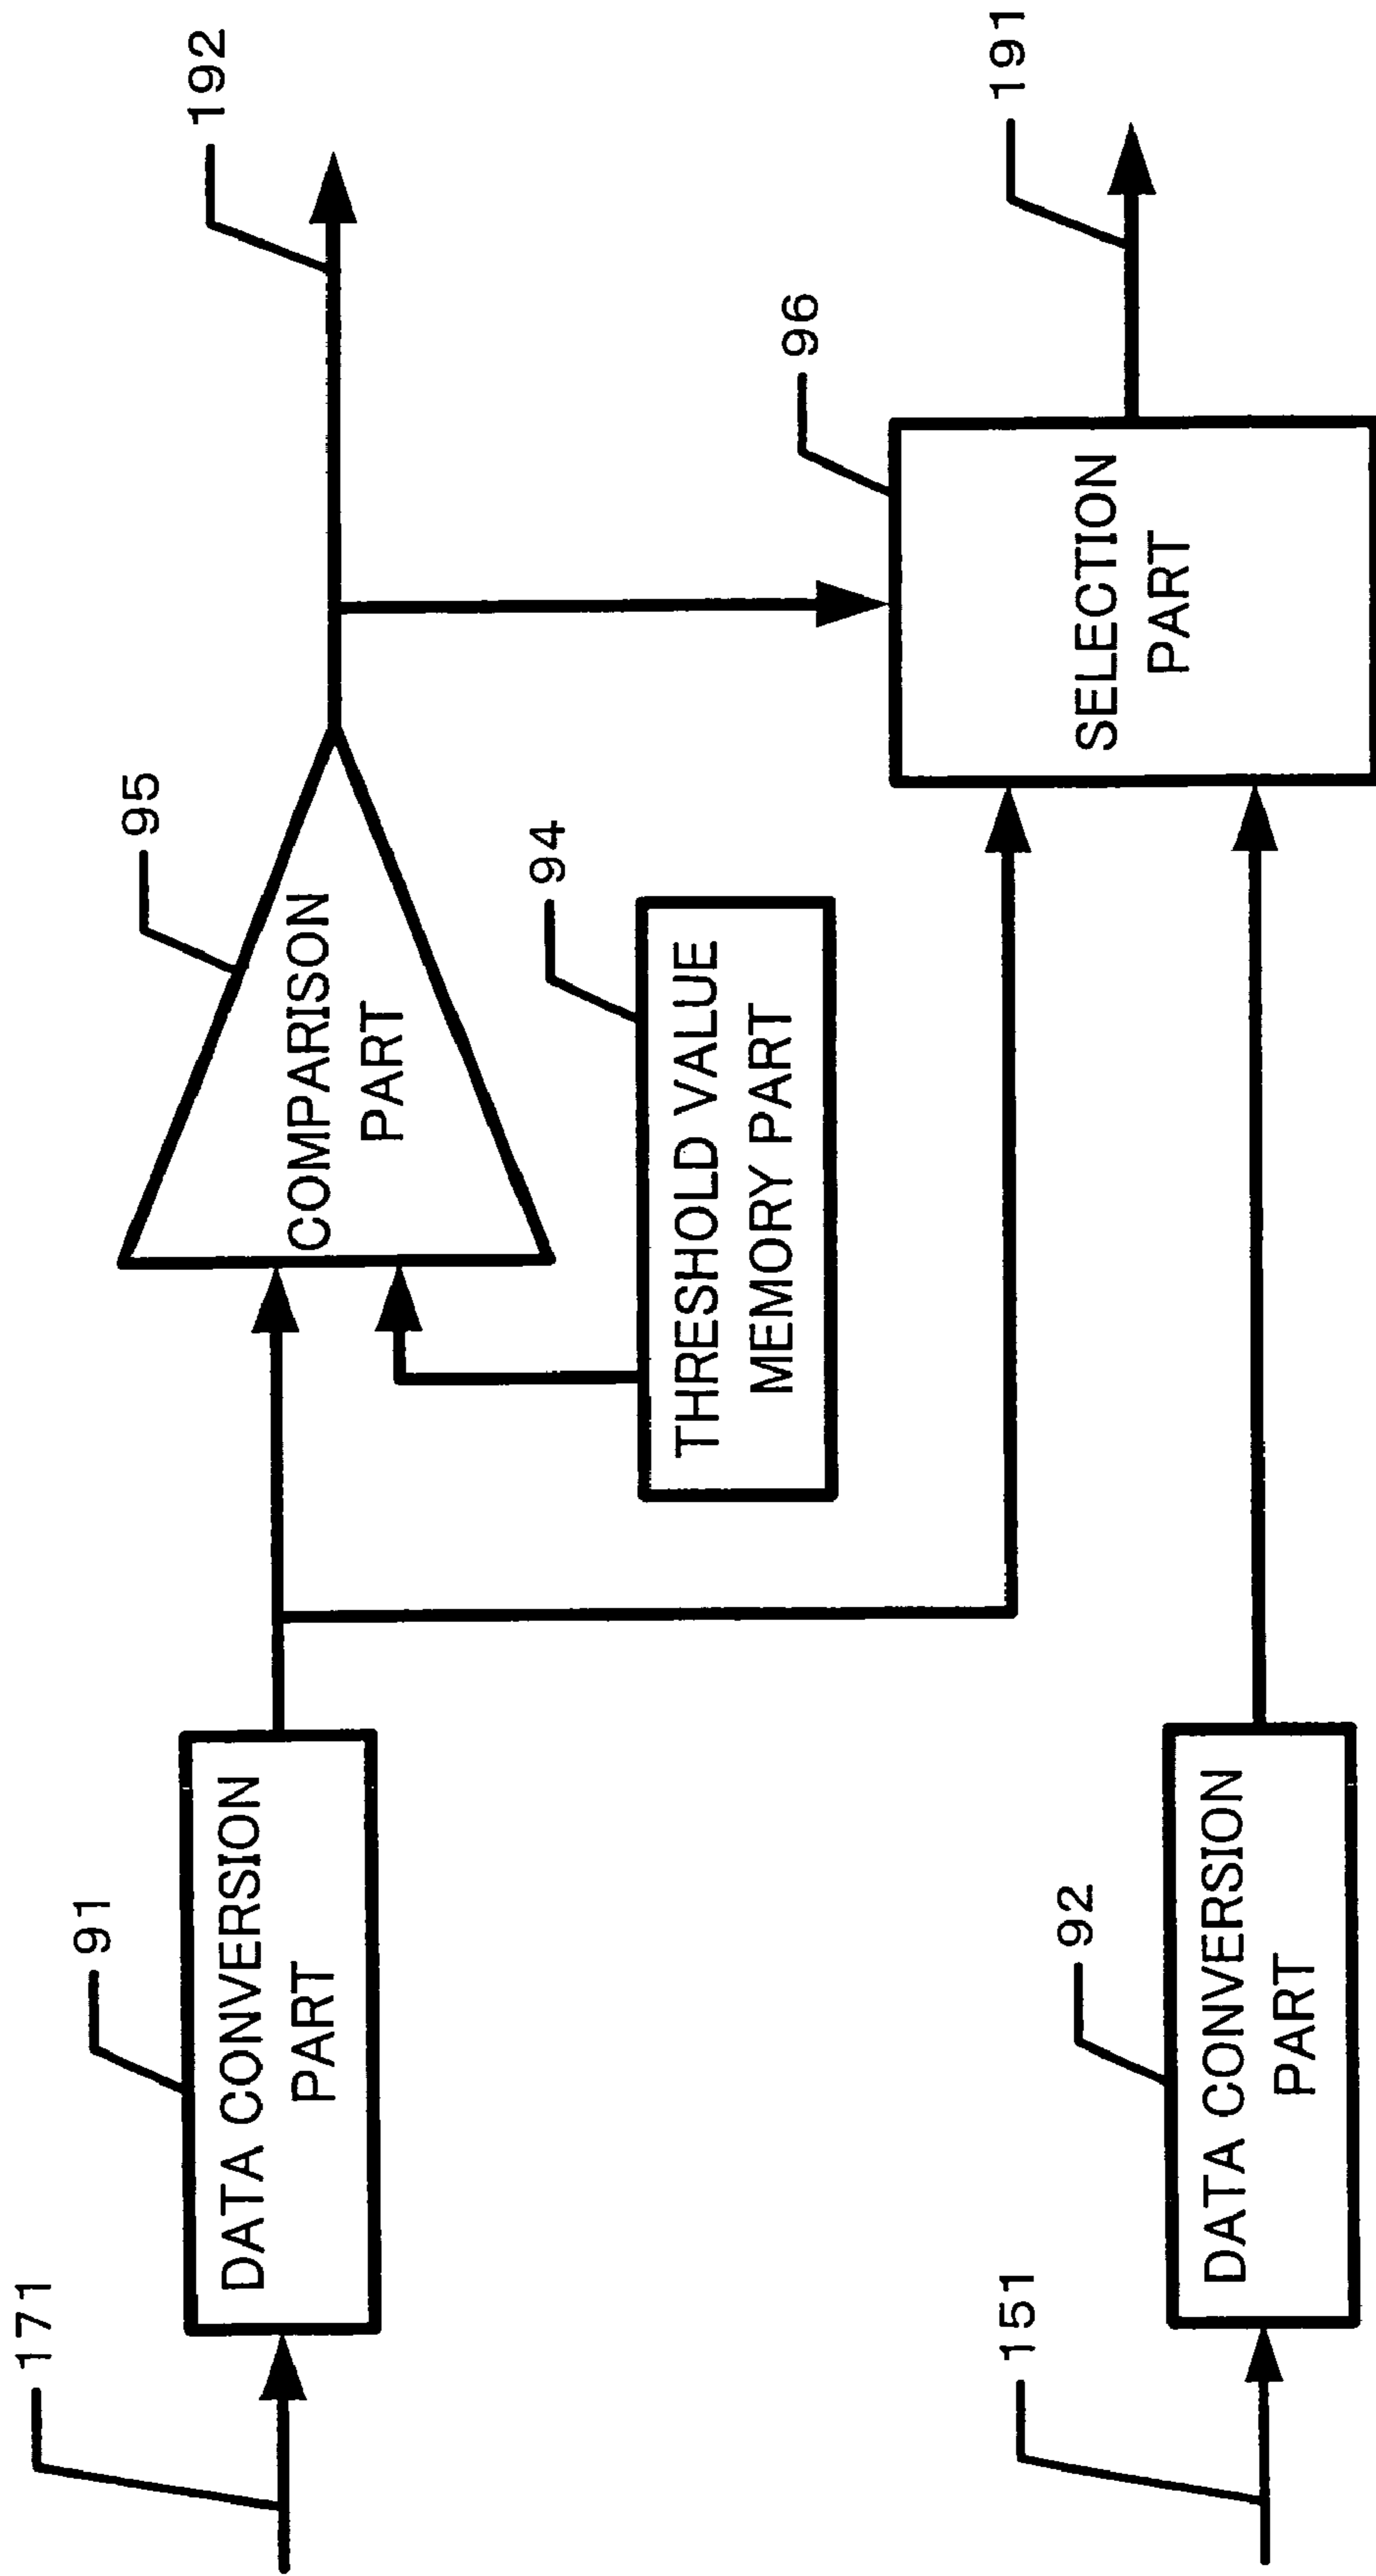 192
95
COMPARISON
PART
91
171
DATA CONVERSION
PART
94
THRESHOLD VALUE
MEMORY PART
96
191
SELECTION
PART
92
151
DATA CONVERSION
PART